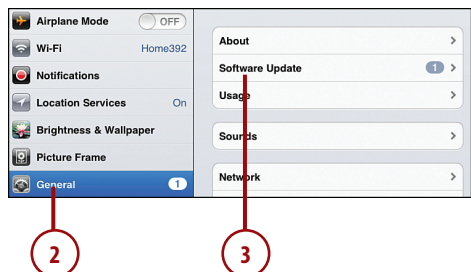 Airplane Mode OFF
Wi-Fi Home392
Notifications
Location Services On
Brightness & Wallpaper
Picture Frame
General 1
About
Software Update 1
Usage
Sounds
Network
2
3